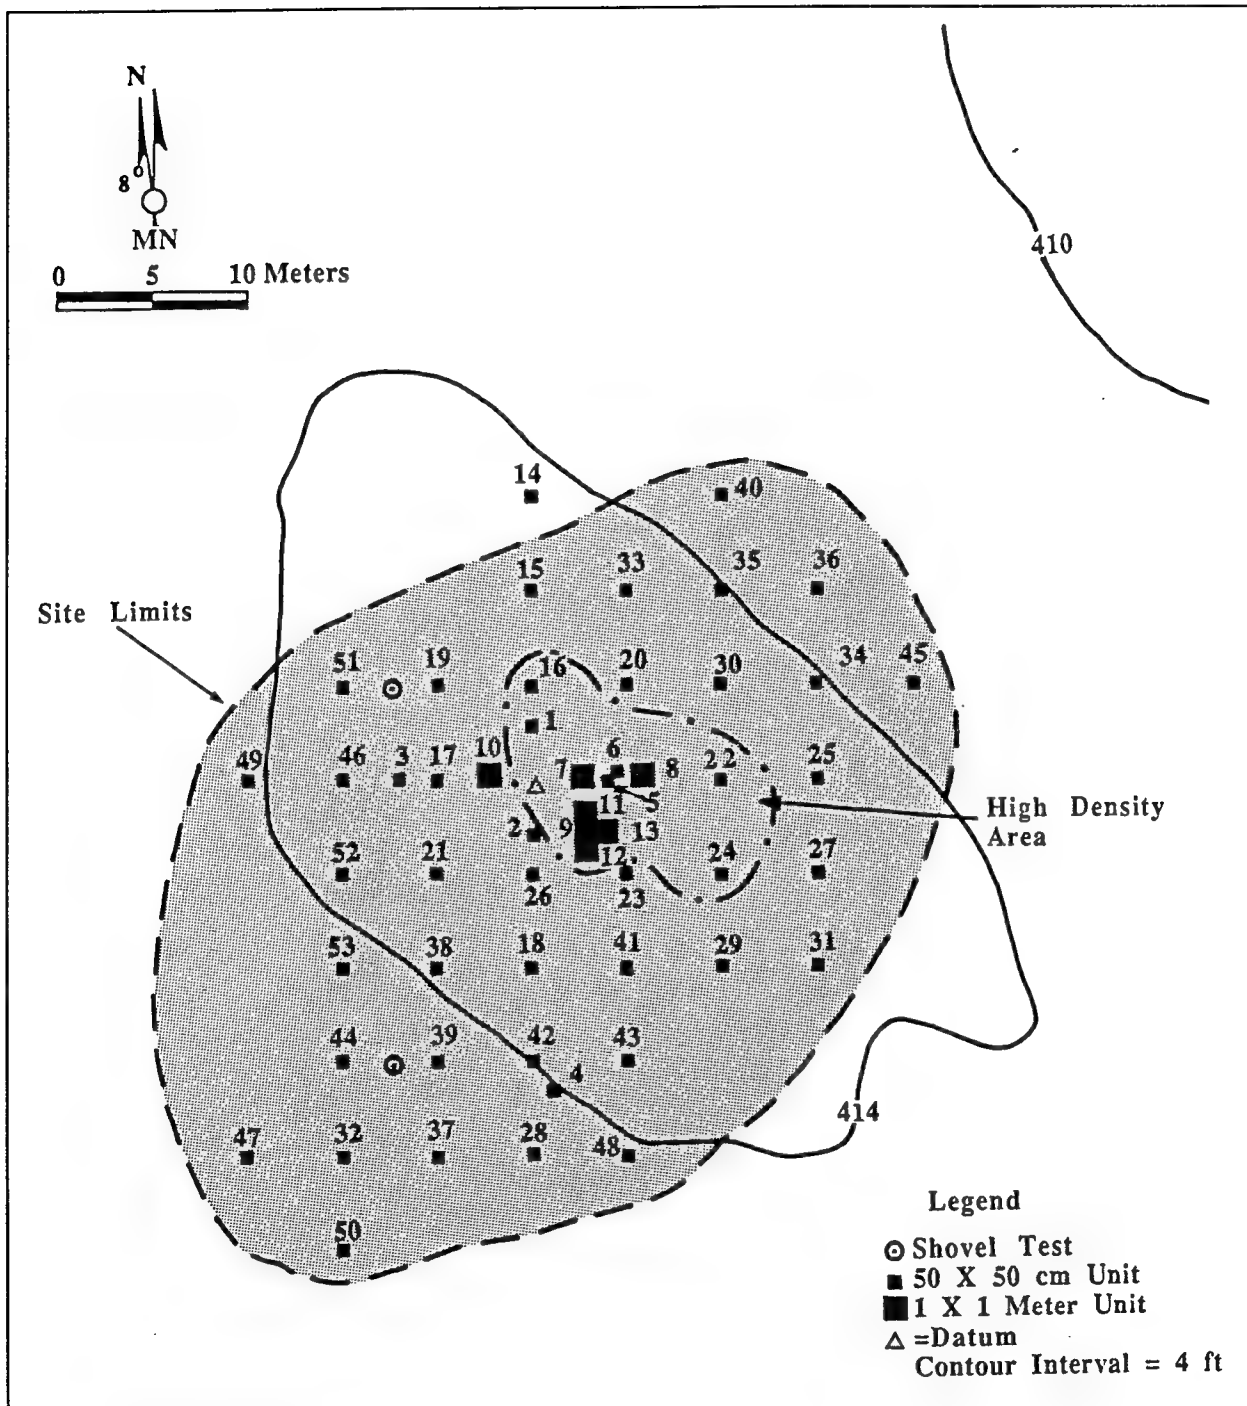 N
8
MN
0 5 10 Meters
410
14
40
15 33 35 36
Site Limits
51 19 16 20 30 34 45
1
49 46 3 17 10 7 6 8 22 25
5
High Density
Area
2 9 11 13
12
52 21 26 23 24 27
53 38 18 41 29 31
44 39 42 43
4
414
47 32 37 28 48
50
Legend
Shovel Test
50 X 50 cm Unit
1 X 1 Meter Unit
=Datum
Contour Interval = 4 ft